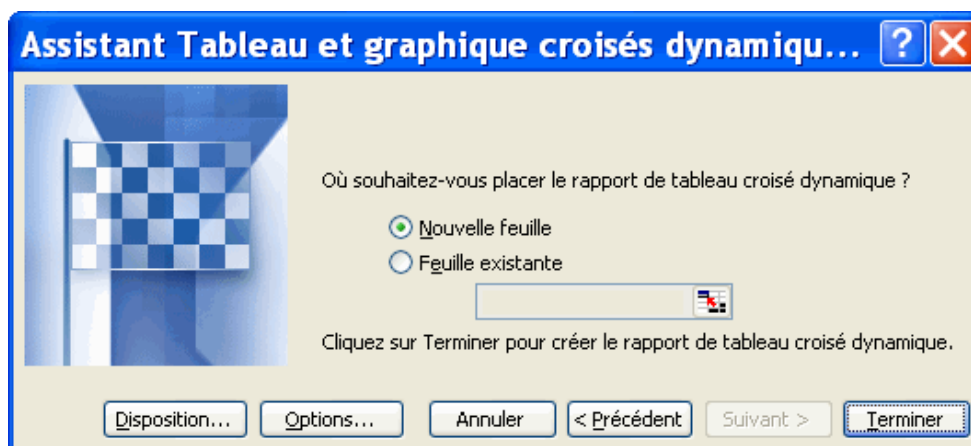 Assistant Tableau et graphique croisés dynamiqu... ?
Où souhaitez-vous placer le rapport de tableau croisé dynamique ?
Nouvelle feuille
Feuille existante
Cliquez sur Terminer pour créer le rapport de tableau croisé dynamique.
Disposition... Options... Annuler < Précédent Suivant > Terminer